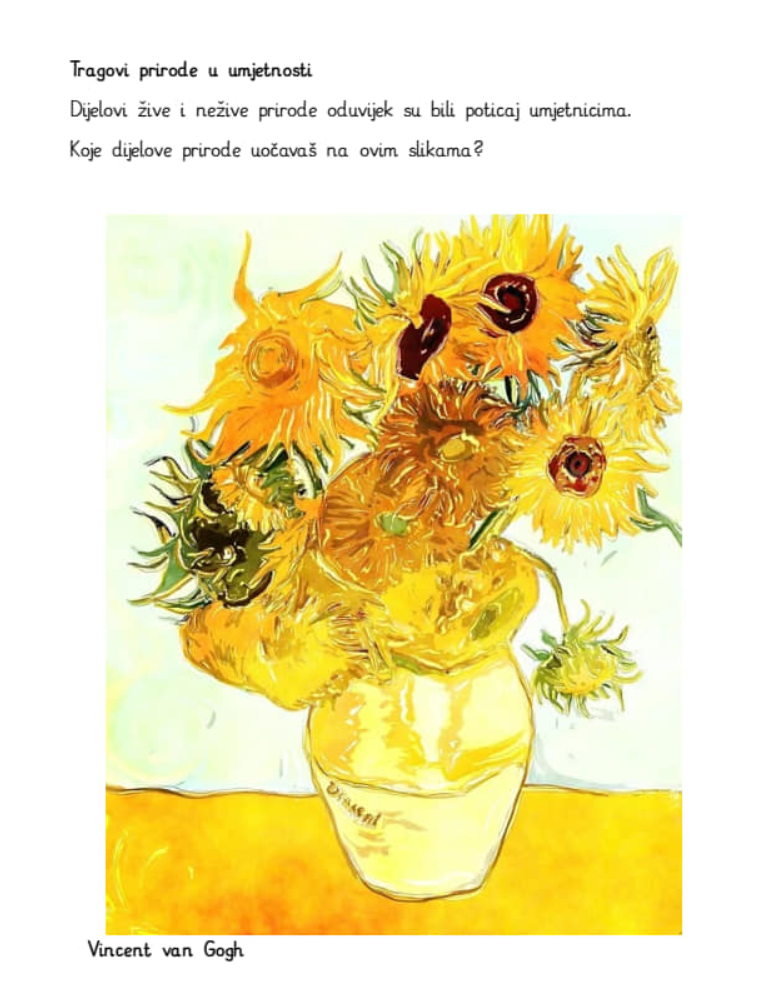 Tragovi prirode u umjetnosti
Dijelovi žive i nežive prirode oduvijek su bili poticaj umjetnicima.
Koje dijelove prirode uočavaš na ovim slikama?
Vincent
Vincent van Gogh